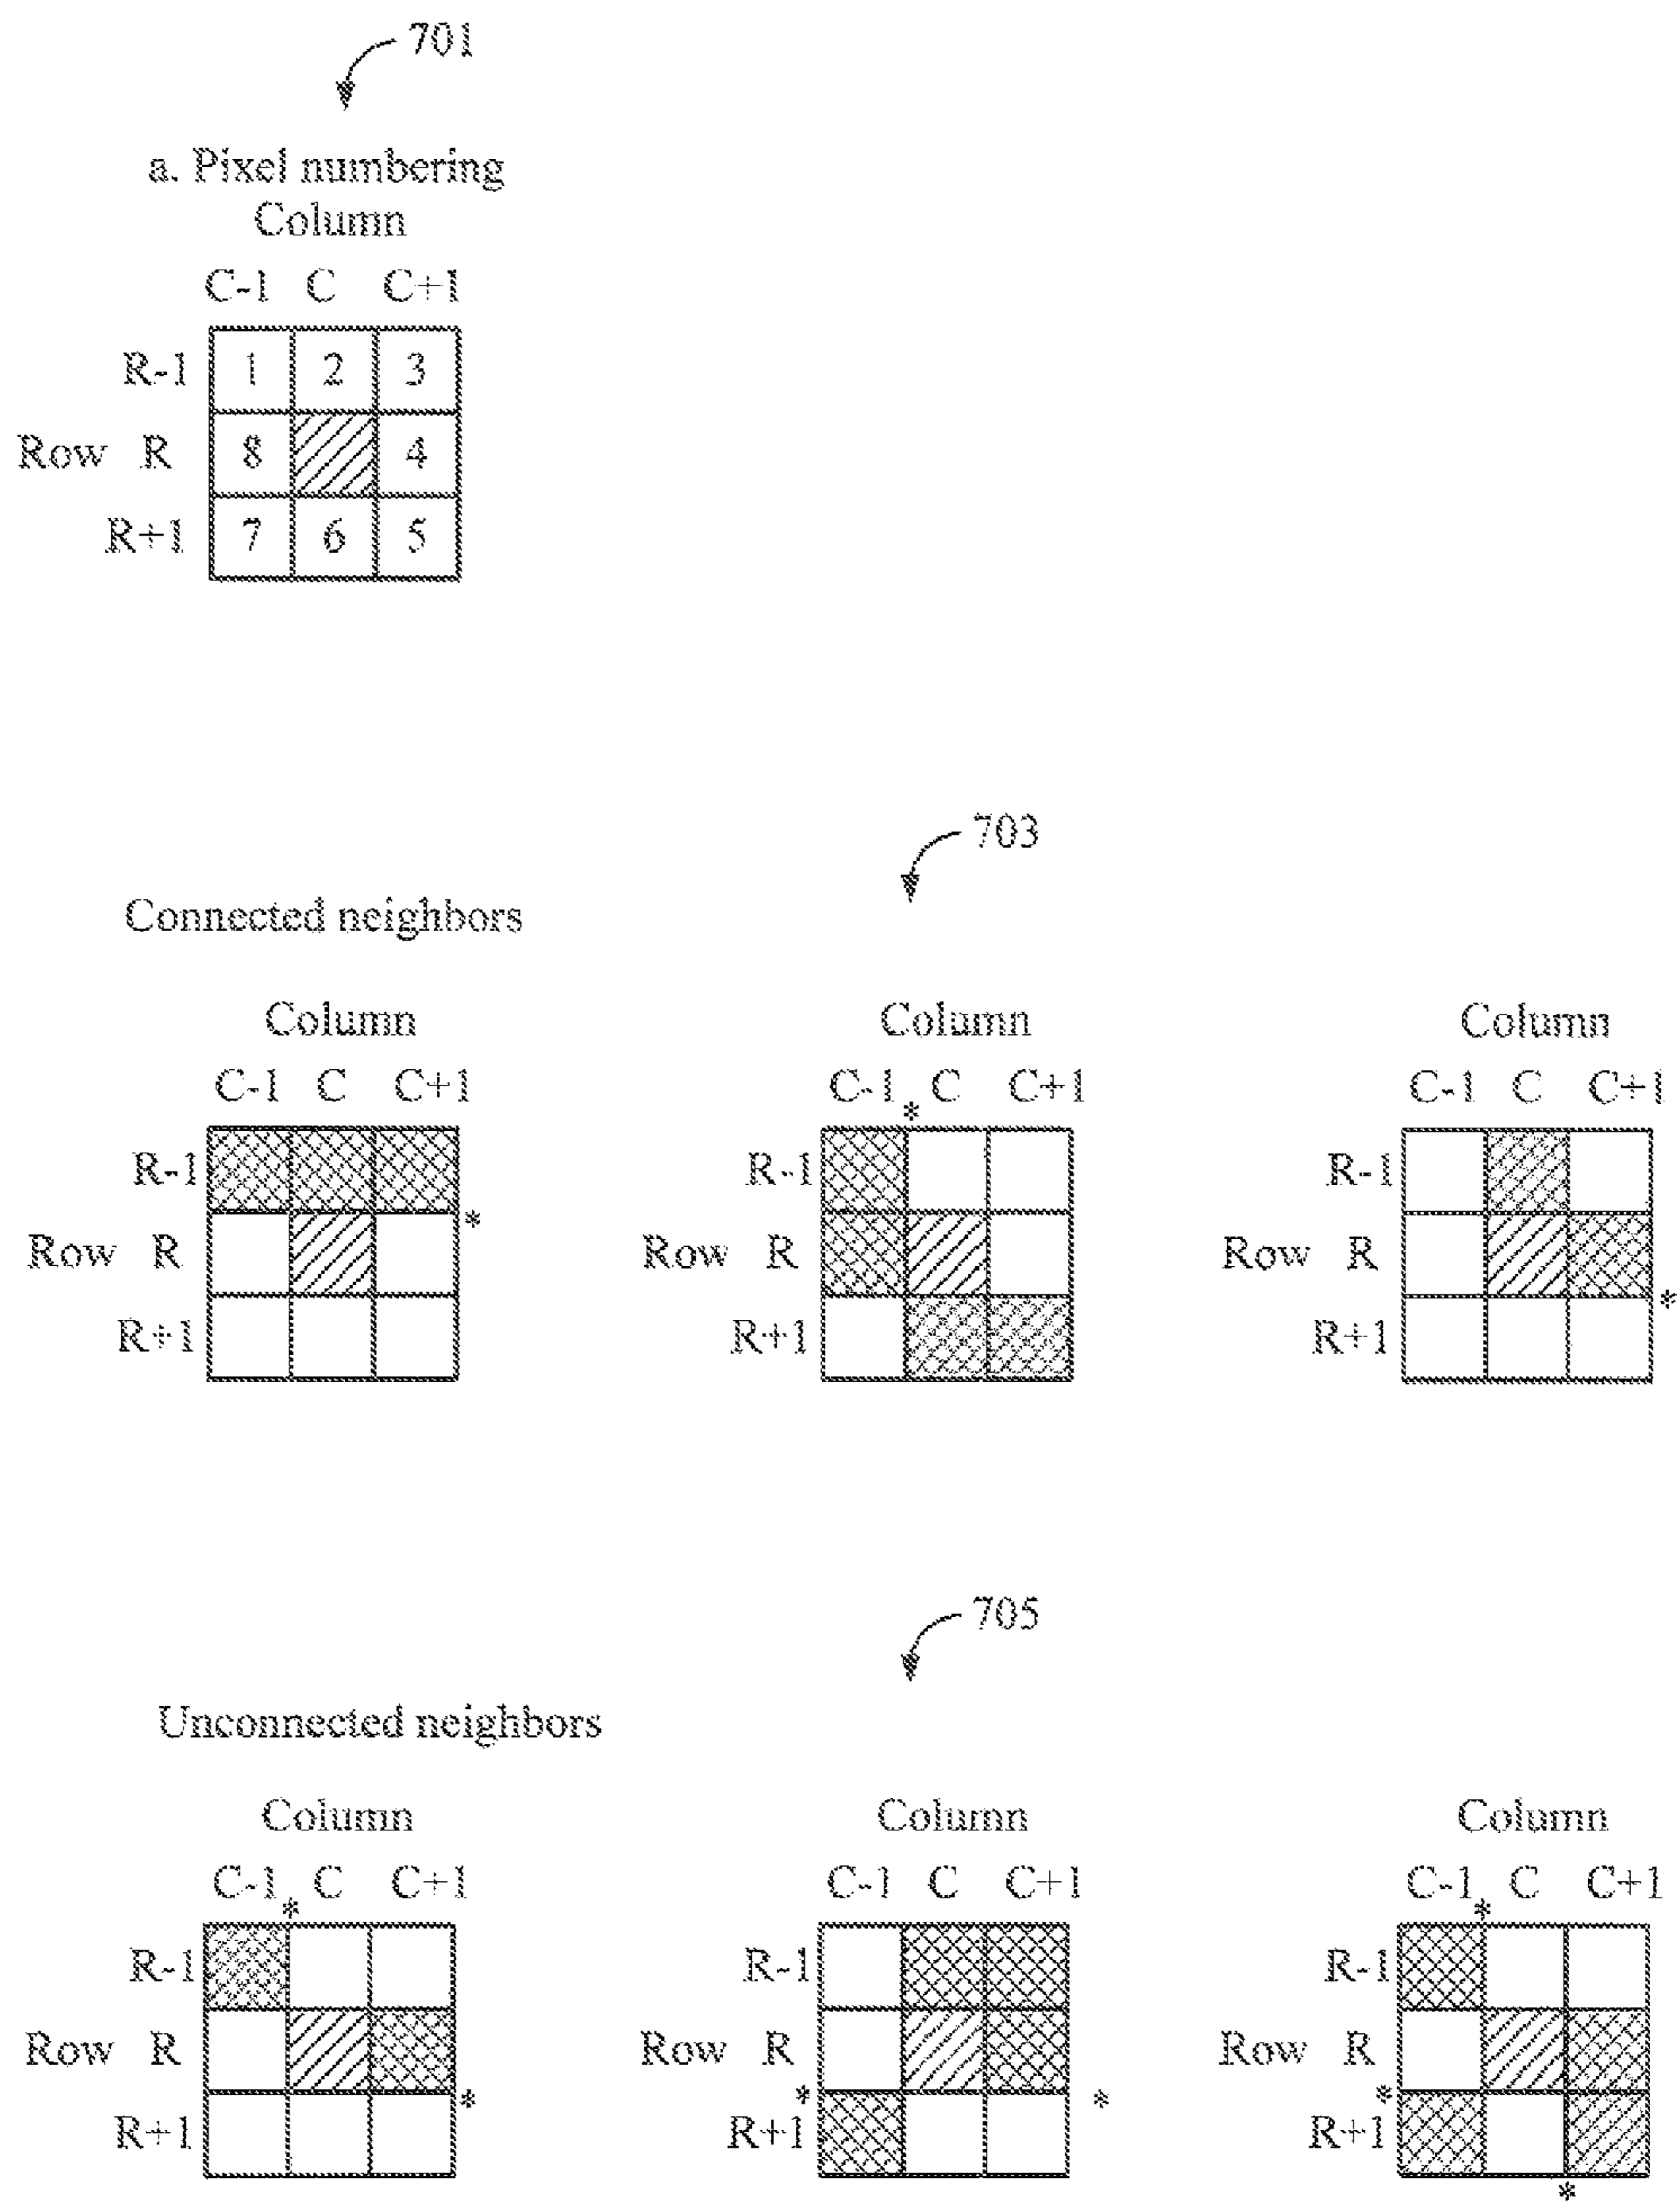 701
a. Pixel numbering
Column
C-1 C C+1
R-1 1 2 3
Row R 8 4
R+1 7 6 5
703
Connected neighbors
Column Column Column
C-1 C C+1 C-1 * C C+1 C-1 C C+1
R-1 R-1 R-1
*
Row R Row R Row R
*
R+1 R+1 R+1
705
Unconnected neighbors
Column Column Column
C-1 * C C+1 C-1 C C+1 C-1 * C C+1
R-1 R-1 R-1
Row R Row R Row R
* * * *
R+1 R+1 R+1
*